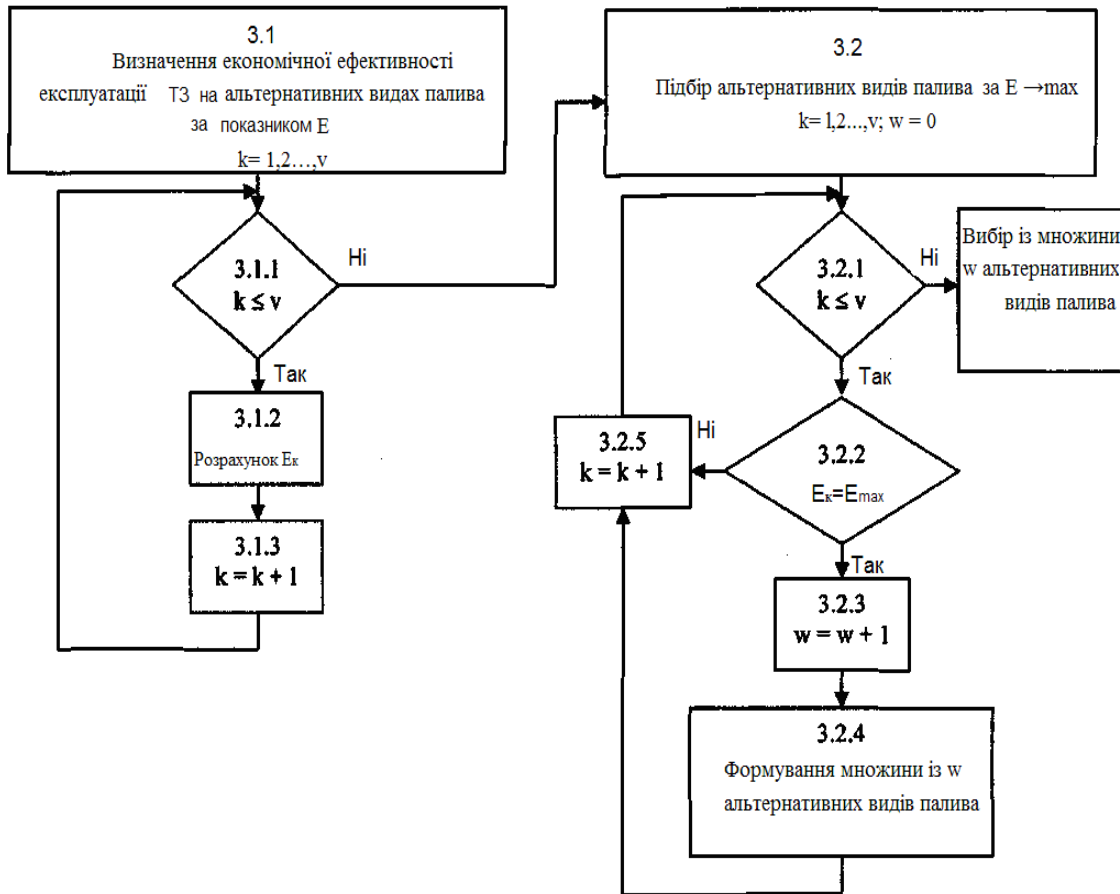 3.1
Визначення економічної ефективності
експлуатації ТЗ на альтернативних видах палива
за показником Е
k= 1,2…,v
3.1.1
k ≤ v
Ні
Так
3.1.2
Розрахунок Ек
3.1.3
k = k + 1
3.2
Підбір альтернативних видів палива за Е →max
k= 1,2...,v; w = 0
3.2.1
k ≤ v
Ні
Вибір із множини
w альтернативних
видів палива
Так
3.2.2
Ек=Emax
Ні
3.2.5
k = k + 1
Так
3.2.3
w = w + 1
3.2.4
Формування множини із w
альтернативних видів палива